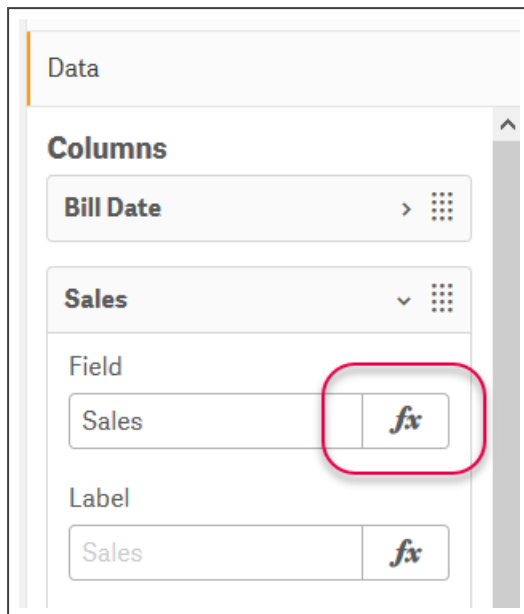 Data
Columns
Bill Date
Sales
Field
Sales fx
Label
Sales fx